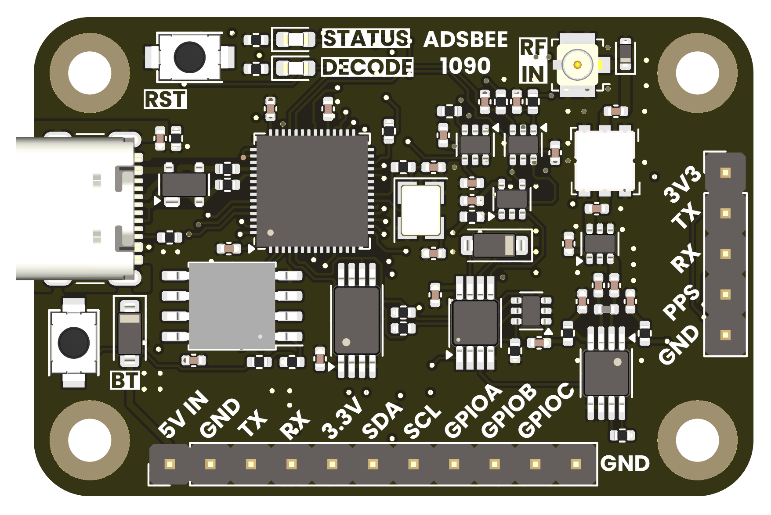 STATUS
DECODE
ADSBEE
1090
RF
IN
RST
3V3
TX
RX
PPS
GND
BT
5V IN
GND
TX
RX
3.3V
SDA
SCL
GPIOA
GPIOB
GPIOC
GND